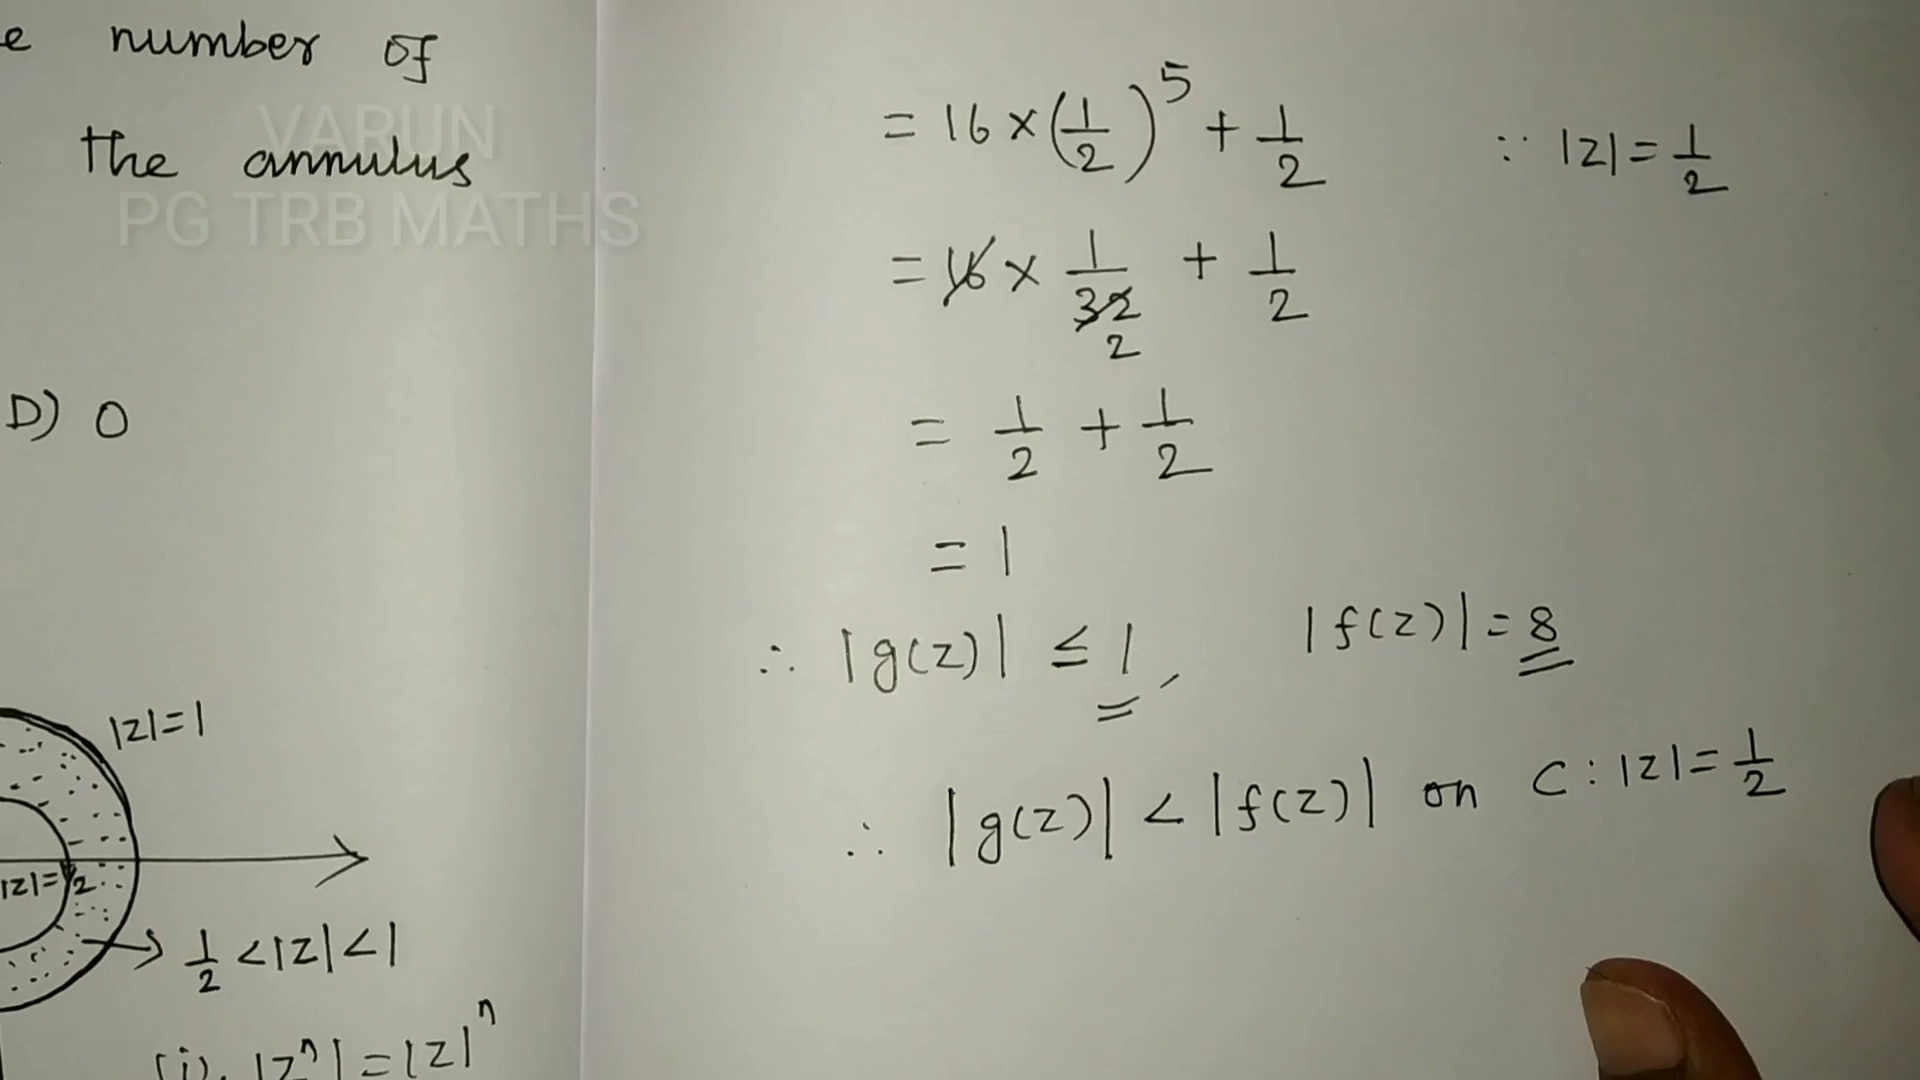 number of
the annulus
VARUN
PG TRB MATHS
D) 0
|z|=1
|z|=1/2
1/2 <|z|<1
(i). |z^n|=|z|^n
= 16 × (1/2)^5 + 1/2 ∵ |z|=1/2
= 16 × 1/32 + 1/2
2
= 1/2 + 1/2
= 1
∴ |g(z)| ≤ 1, |f(z)|=8
∴ |g(z)| < |f(z)| on C:|z|=1/2